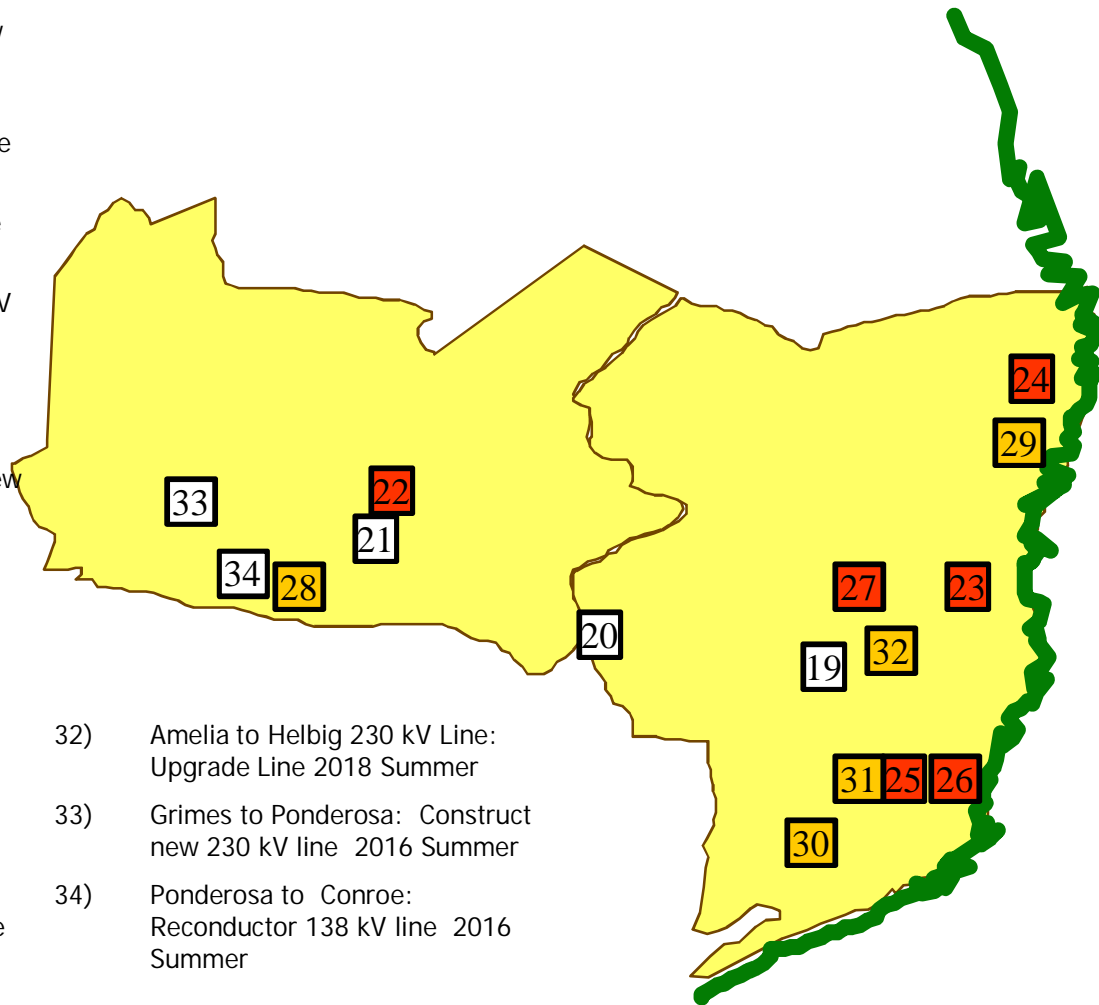 e
e
V
ew
e
24
29
22
33
21
34
28
27
23
20
32
19
31
25
26
30
32) Amelia to Helbig 230 kV Line:
Upgrade Line 2018 Summer
33) Grimes to Ponderosa: Construct
new 230 kV line 2016 Summer
34) Ponderosa to Conroe:
Reconductor 138 kV line 2016
Summer